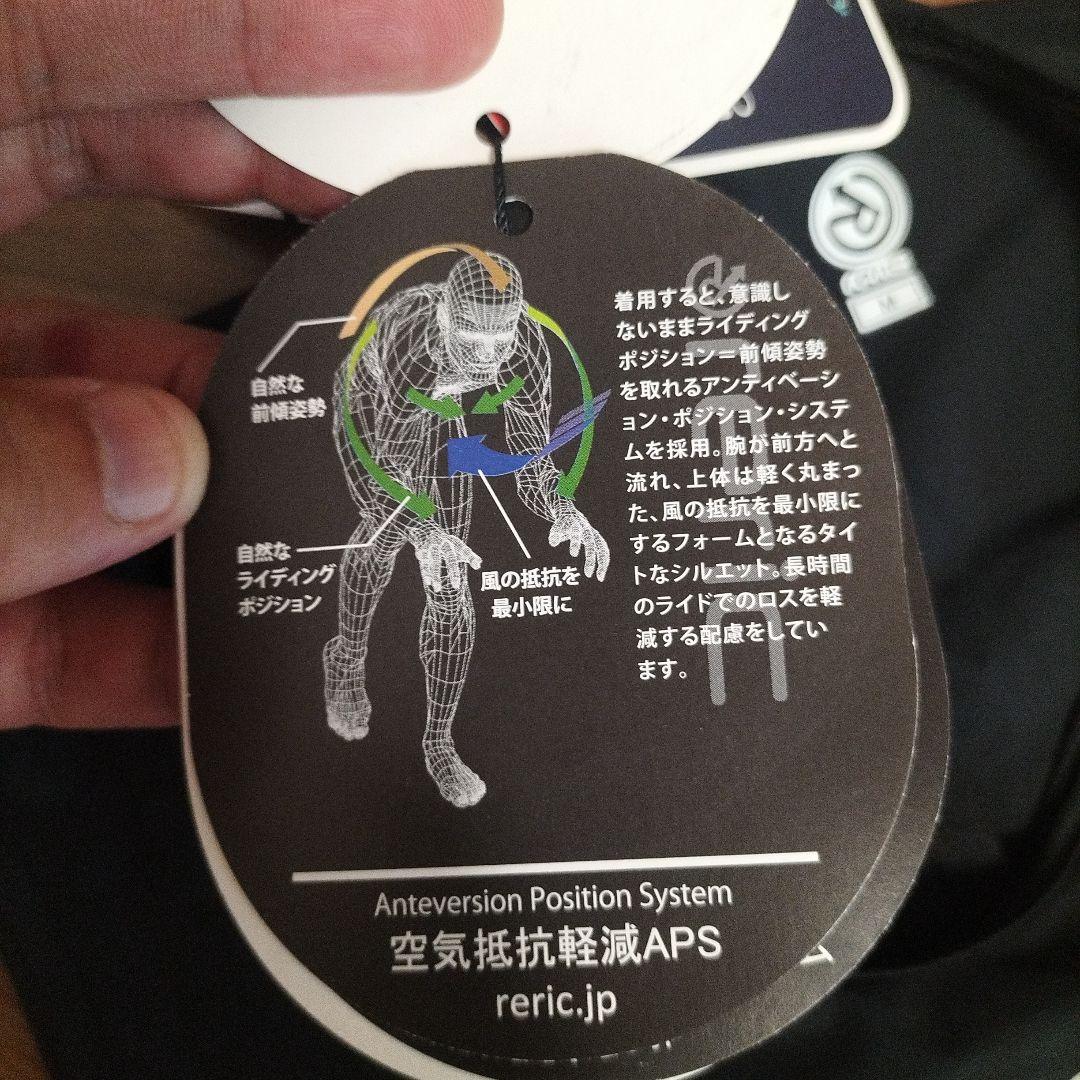 着用すると、意識し
ないままライディング
ポジション＝前傾姿勢
を取れるアンティベーシ
ョン・ポジション・システ
ムを採用。腕が前方へと
流れ、上体は軽く丸まっ
た、風の抵抗を最小限に
するフォームとなるタイ
トなシルエット。長時間
のライドでのロスを軽
減する配慮をしてい
ます。
自然な
前傾姿勢
自然な
ライディング
ポジション
風の抵抗を
最小限に
Anteversion Position System
空気抵抗軽減APS
reric.jp
reric
R
M